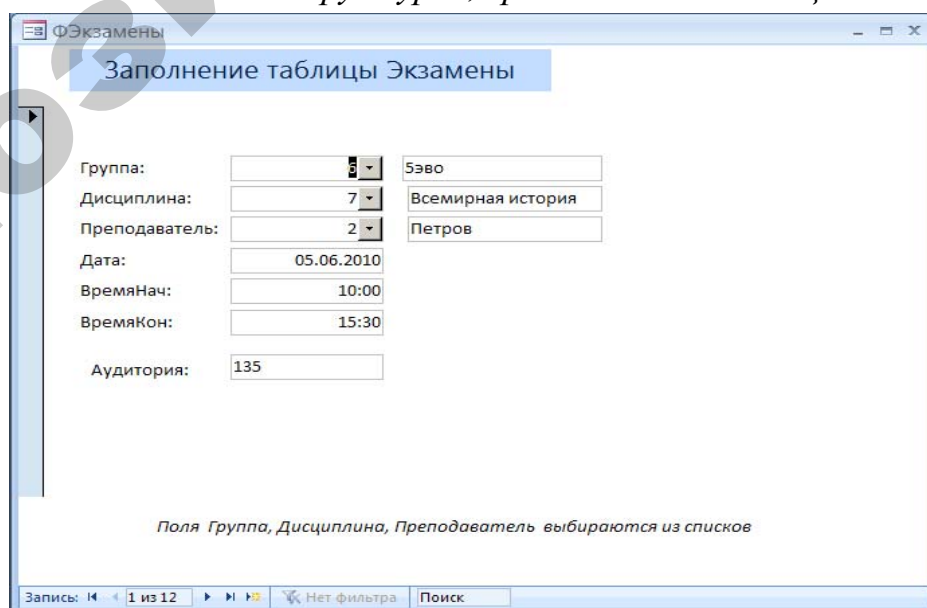 ФЭкзамены
Заполнение таблицы Экзамены
Группа: 6 5эво
Дисциплина: 7 Всемирная история
Преподаватель: 2 Петров
Дата: 05.06.2010
ВремяНач: 10:00
ВремяКон: 15:30
Аудитория: 135
Поля Группа, Дисциплина, Преподаватель выбираются из списков
Запись: 1 из 12 Нет фильтра Поиск